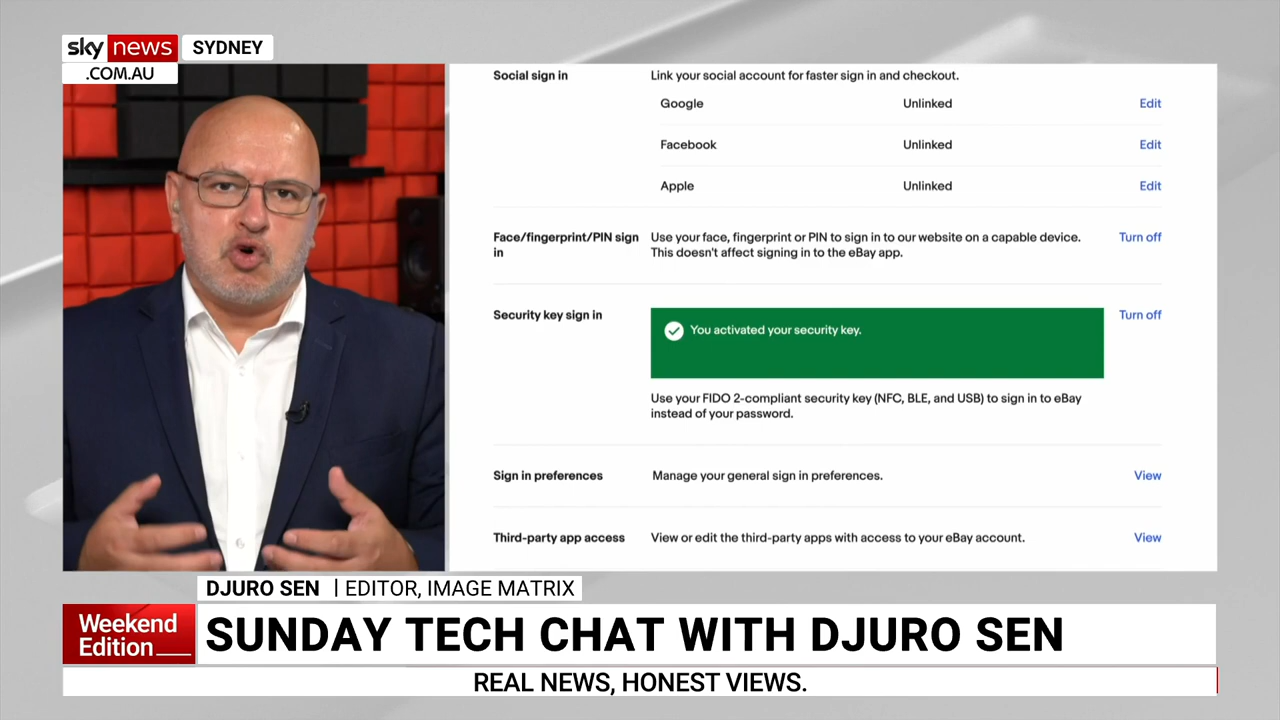 sky news SYDNEY
.COM.AU
Social sign in Link your social account for faster sign in and checkout.
Google Unlinked Edit
Facebook Unlinked Edit
Apple Unlinked Edit
Face/fingerprint/PIN sign in Use your face, fingerprint or PIN to sign in to our website on a capable device. Turn off
This doesn't affect signing in to the eBay app.
Security key sign in You activated your security key. Turn off
Use your FIDO 2-compliant security key (NFC, BLE, and USB) to sign in to eBay
instead of your password.
Sign in preferences Manage your general sign in preferences. View
Third-party app access View or edit the third-party apps with access to your eBay account. View
DJURO SEN | EDITOR, IMAGE MATRIX
Weekend
Edition
SUNDAY TECH CHAT WITH DJURO SEN
REAL NEWS, HONEST VIEWS.